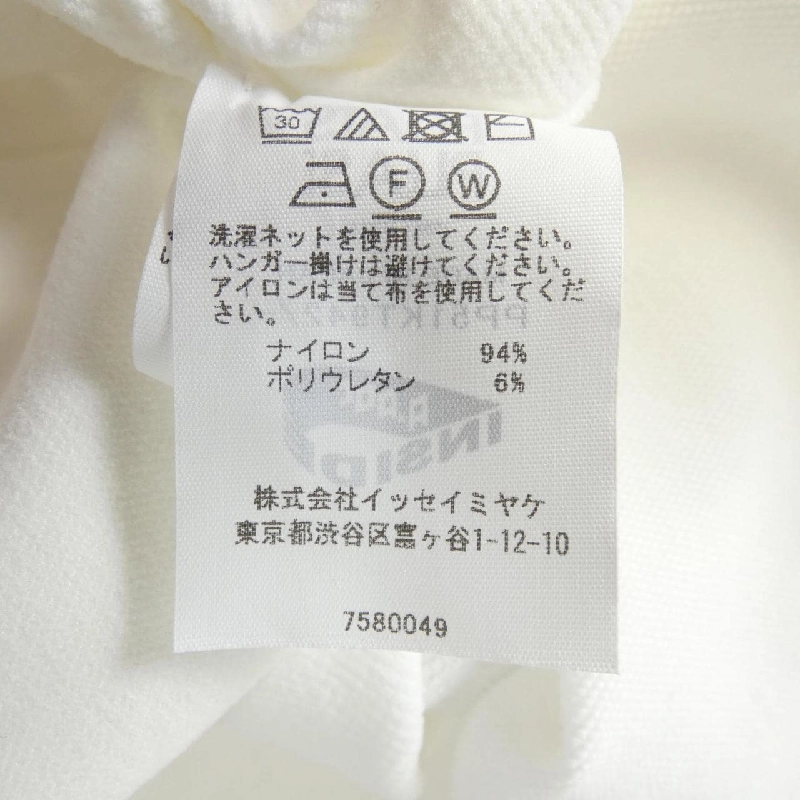 30
F W
洗濯ネットを使用してください。
ハンガー掛けは避けてください。
アイロンは当て布を使用してくだ
さい。
ナイロン 94%
ポリウレタン 6%
株式会社イッセイミヤケ
東京都渋谷区富ヶ谷1-12-10
7580049
INSID